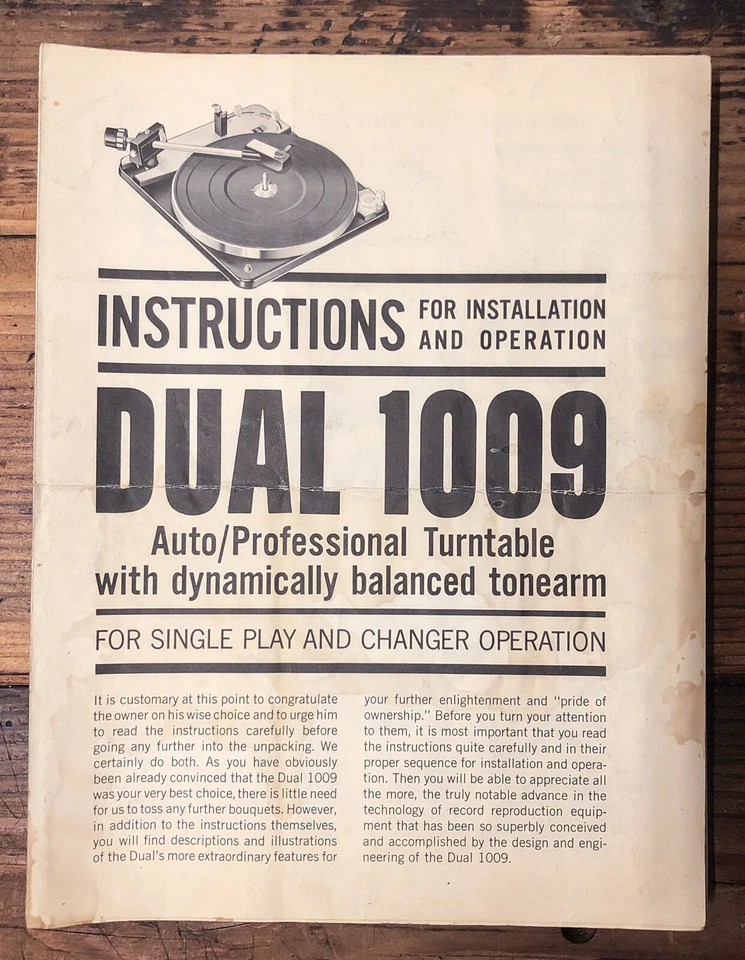 INSTRUCTIONS FOR INSTALLATION
AND OPERATION
DUAL 1009
Auto/Professional Turntable
with dynamically balanced tonearm
FOR SINGLE PLAY AND CHANGER OPERATION
It is customary at this point to congratulate
the owner on his wise choice and to urge him
to read the instructions carefully before
going any further into the unpacking. We
certainly do both. As you have obviously
been already convinced that the Dual 1009
was your very best choice, there is little need
for us to toss any further bouquets. However,
in addition to the instructions themselves,
you will find descriptions and illustrations
of the Dual's more extraordinary features for
your further enlightenment and "pride of
ownership." Before you turn your attention
to them, it is most important that you read
the instructions quite carefully and in their
proper sequence for installation and opera-
tion. Then you will be able to appreciate all
the more, the truly notable advance in the
technology of record reproduction equip-
ment that has been so superbly conceived
and accomplished by the design and engi-
neering of the Dual 1009.